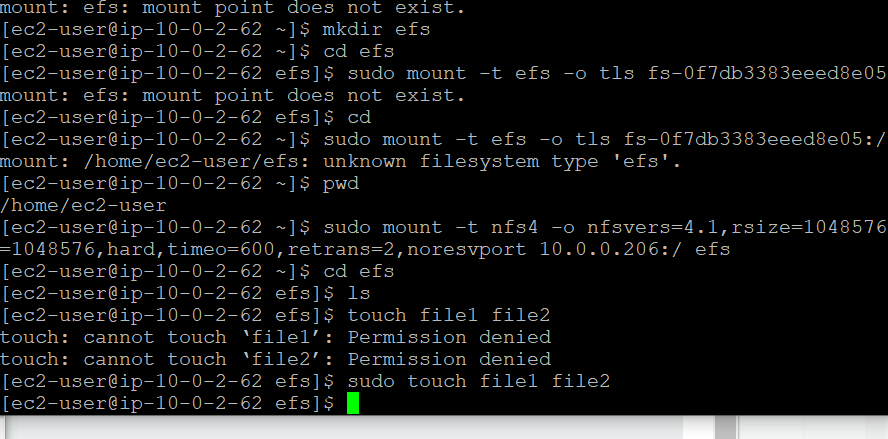 mount: efs: mount point does not exist.
[ec2-user@ip-10-0-2-62 ~]$ mkdir efs
[ec2-user@ip-10-0-2-62 ~]$ cd efs
[ec2-user@ip-10-0-2-62 efs]$ sudo mount -t efs -o tls fs-0f7db3383eeed8e05
mount: efs: mount point does not exist.
[ec2-user@ip-10-0-2-62 efs]$ cd
[ec2-user@ip-10-0-2-62 ~]$ sudo mount -t efs -o tls fs-0f7db3383eeed8e05:/
mount: /home/ec2-user/efs: unknown filesystem type 'efs'.
[ec2-user@ip-10-0-2-62 ~]$ pwd
/home/ec2-user
[ec2-user@ip-10-0-2-62 ~]$ sudo mount -t nfs4 -o nfsvers=4.1,rsize=1048576
=1048576,hard,timeo=600,retrans=2,noresvport 10.0.0.206:/ efs
[ec2-user@ip-10-0-2-62 ~]$ cd efs
[ec2-user@ip-10-0-2-62 efs]$ ls
[ec2-user@ip-10-0-2-62 efs]$ touch file1 file2
touch: cannot touch ‘file1’: Permission denied
touch: cannot touch ‘file2’: Permission denied
[ec2-user@ip-10-0-2-62 efs]$ sudo touch file1 file2
[ec2-user@ip-10-0-2-62 efs]$